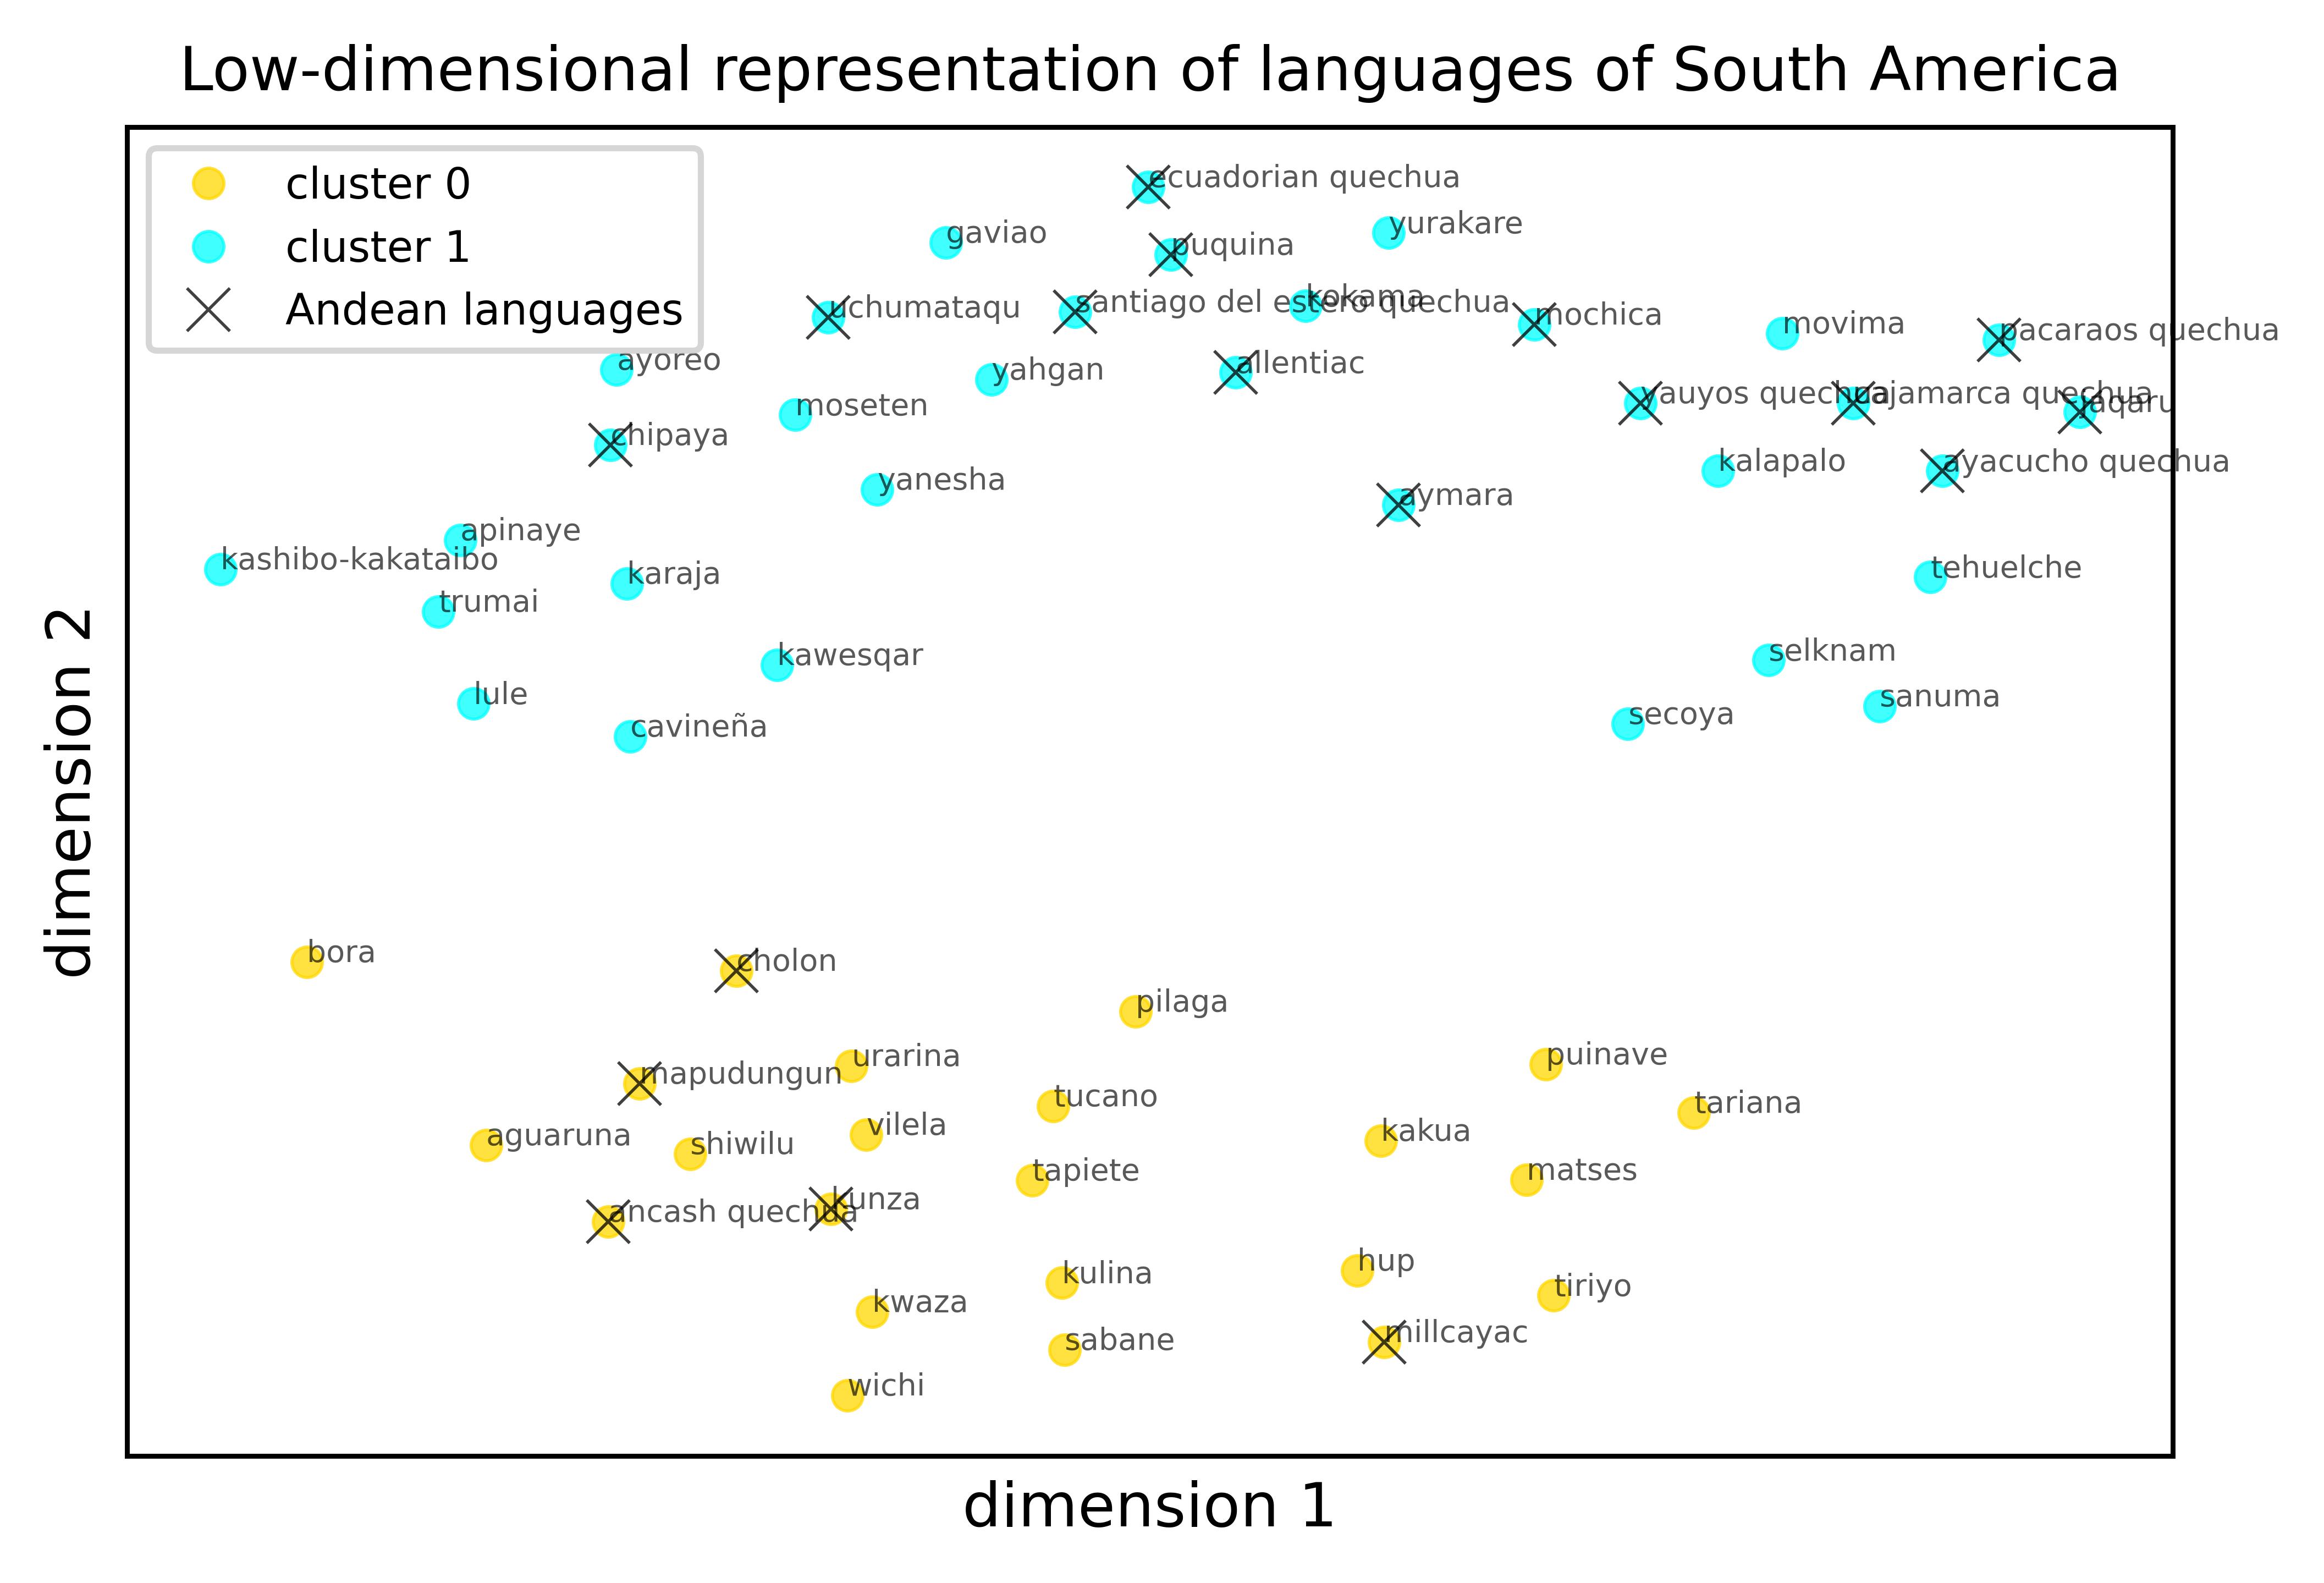 Low-dimensional representation of languages of South America
cluster 0
cluster 1
Andean languages
ecuadorian quechua
gaviao
yurakare
puquina
uchumataqu
santiago del estero quechua
kokama
mochica
movima
pacaraos quechua
ayoreo
yahgan
allentiac
moseten
yauyos quechua
cajamarca quechua
jaqaru
chipaya
kalapalo
ayacucho quechua
yanesha
aymara
apinaye
kashibo-kakataibo
karaja
tehuelche
trumai
kawesqar
selknam
lule
sanuma
cavineña
secoya
dimension 2
bora
cholon
pilaga
urarina
puinave
mapudungun
tucano
tariana
vilela
kakua
aguaruna
shiwilu
tapiete
matses
kunza
ancash quechua
hup
kulina
tiriyo
kwaza
millcayac
sabane
wichi
dimension 1